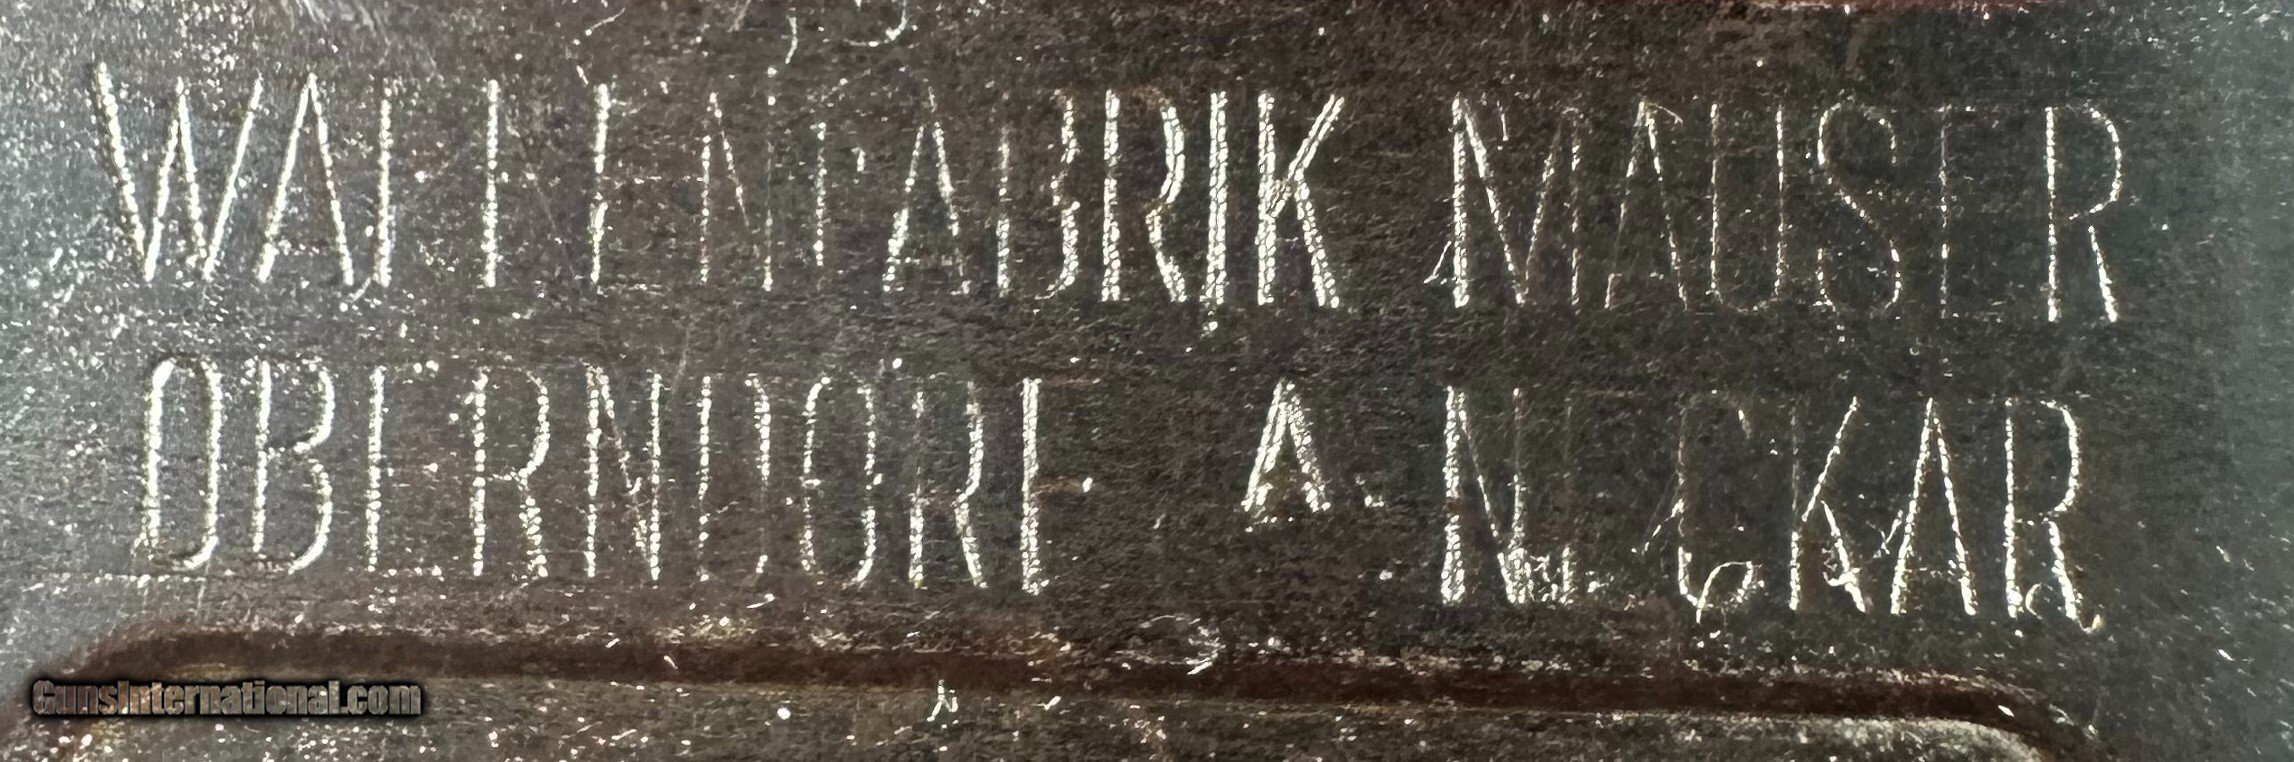 WAFFENFABRIK MAUSER
OBERNDORF A. NECKAR
GunsInternational.com